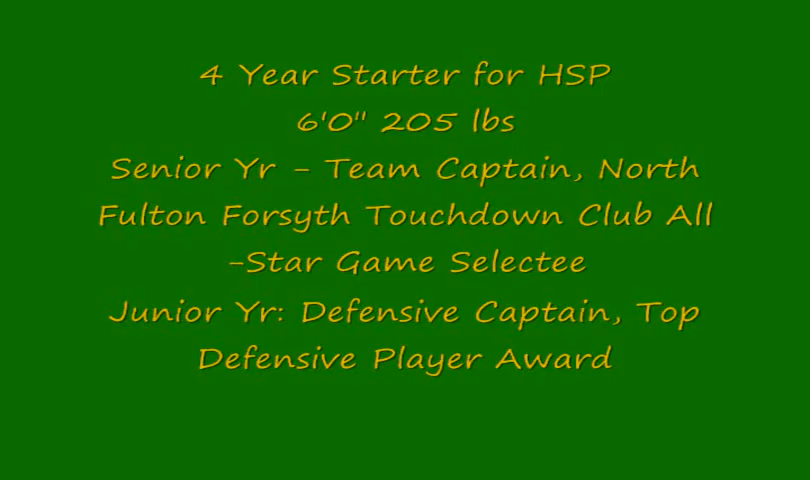 4 Year Starter for HSP
6'0" 205 lbs
Senior Yr - Team Captain, North
Fulton Forsyth Touchdown Club All
-Star Game Selectee
Junior Yr: Defensive Captain, Top
Defensive Player Award